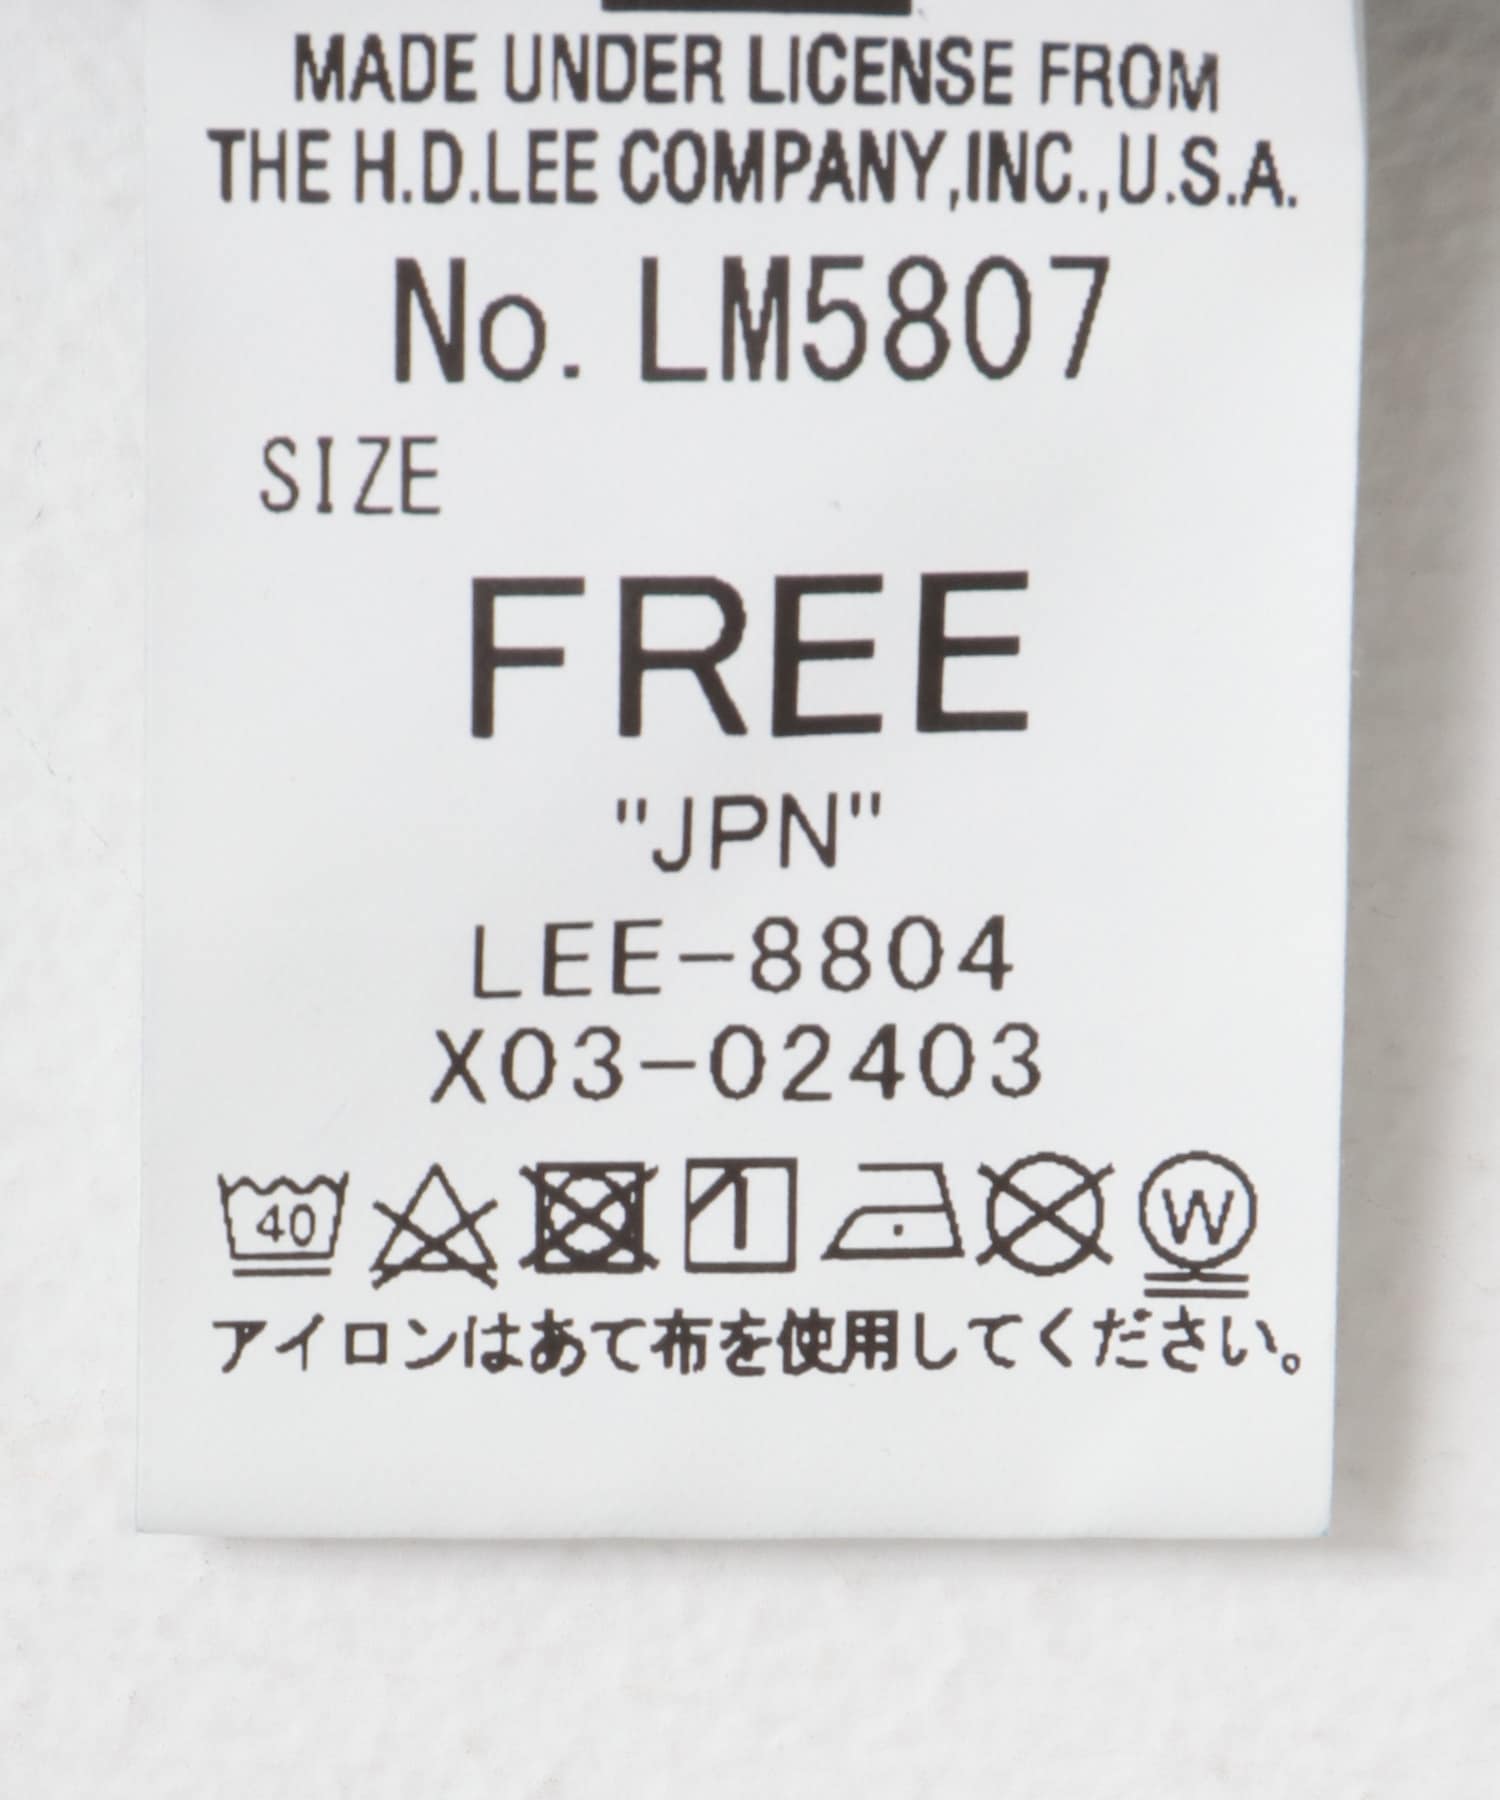 MADE UNDER LICENSE FROM
THE H.D.LEE COMPANY,INC.,U.S.A.
No. LM5807
SIZE
FREE
"JPN"
LEE-8804
X03-02403
40 W
アイロンはあて布を使用してください。